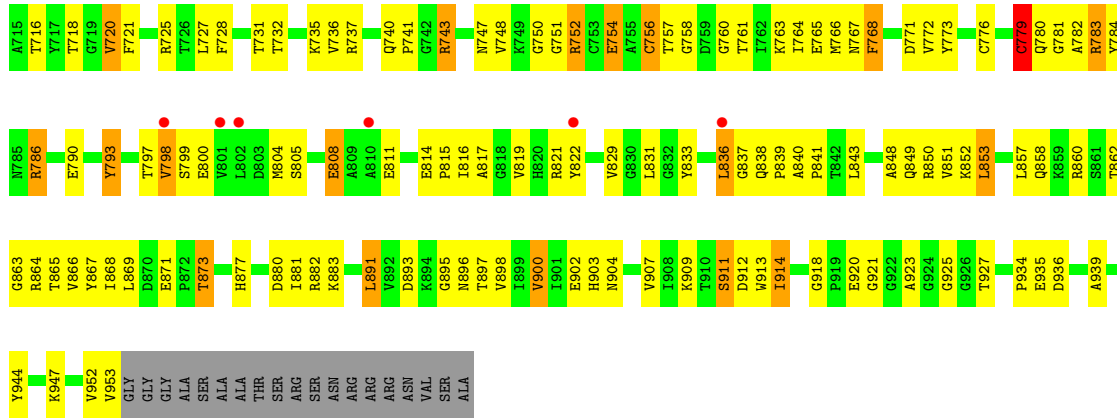 A715 T716 Y717 T718 G719 V720 F721 R725 T726 L727 F728 T731 T732 K735 V736 R737 Q740 P741 G742 R743 N747 V748 K749 G750 G751 R752 C753 E754 A755 C756 T757 G758 D759 G760 T761 I762 K763 I764 E765 M766 N767 F768 D771 V772 Y773 C776 C779 Q780 G781 A782 R783 Y784
N785 R786 E790 Y793 T797 V798 S799 E800 V801 L802 D803 M804 S805 E808 A809 A810 E811 E814 P815 I816 A817 G818 V819 H820 R821 Y822 V829 G830 L831 G832 Y833 L836 G837 Q838 P839 A840 P841 T842 L843 A848 Q849 R850 V851 K852 L853 L857 Q858 K859 R860 S861 T862
G863 R864 T865 V866 Y867 I868 L869 D870 E871 P872 T873 H877 D880 I881 R882 K883 L891 V892 D893 K894 G895 N896 T897 V898 I899 V900 I901 E902 H903 N904 V907 I908 K909 T910 S911 D912 W913 I914 G918 P919 E920 G921 G922 A923 G924 G925 G926 T927 P934 E935 D936 A939
Y944 K947 V952 V953 GLY GLY GLY ALA SER ALA ALA THR SER ARG SER ASN ARG ARG ARG ASN VAL SER ALA